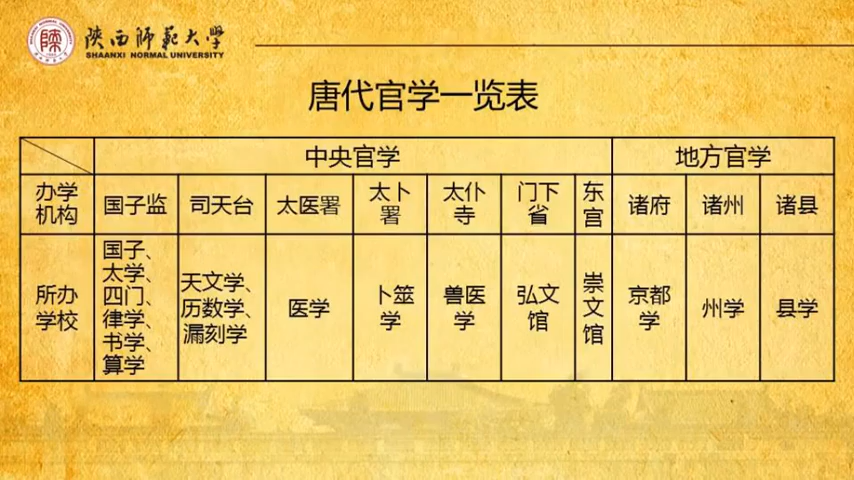 陕西师范大学
SHAANXI NORMAL UNIVERSITY
唐代官学一览表
中央官学 地方官学
办学机构 国子监 司天台 太医署 太卜署 太仆寺 门下省 东宫 诸府 诸州 诸县
所办学校 国子、太学、四门、律学、书学、算学 天文学、历数学、漏刻学 医学 卜筮学 兽医学 弘文馆 崇文馆 京都学 州学 县学